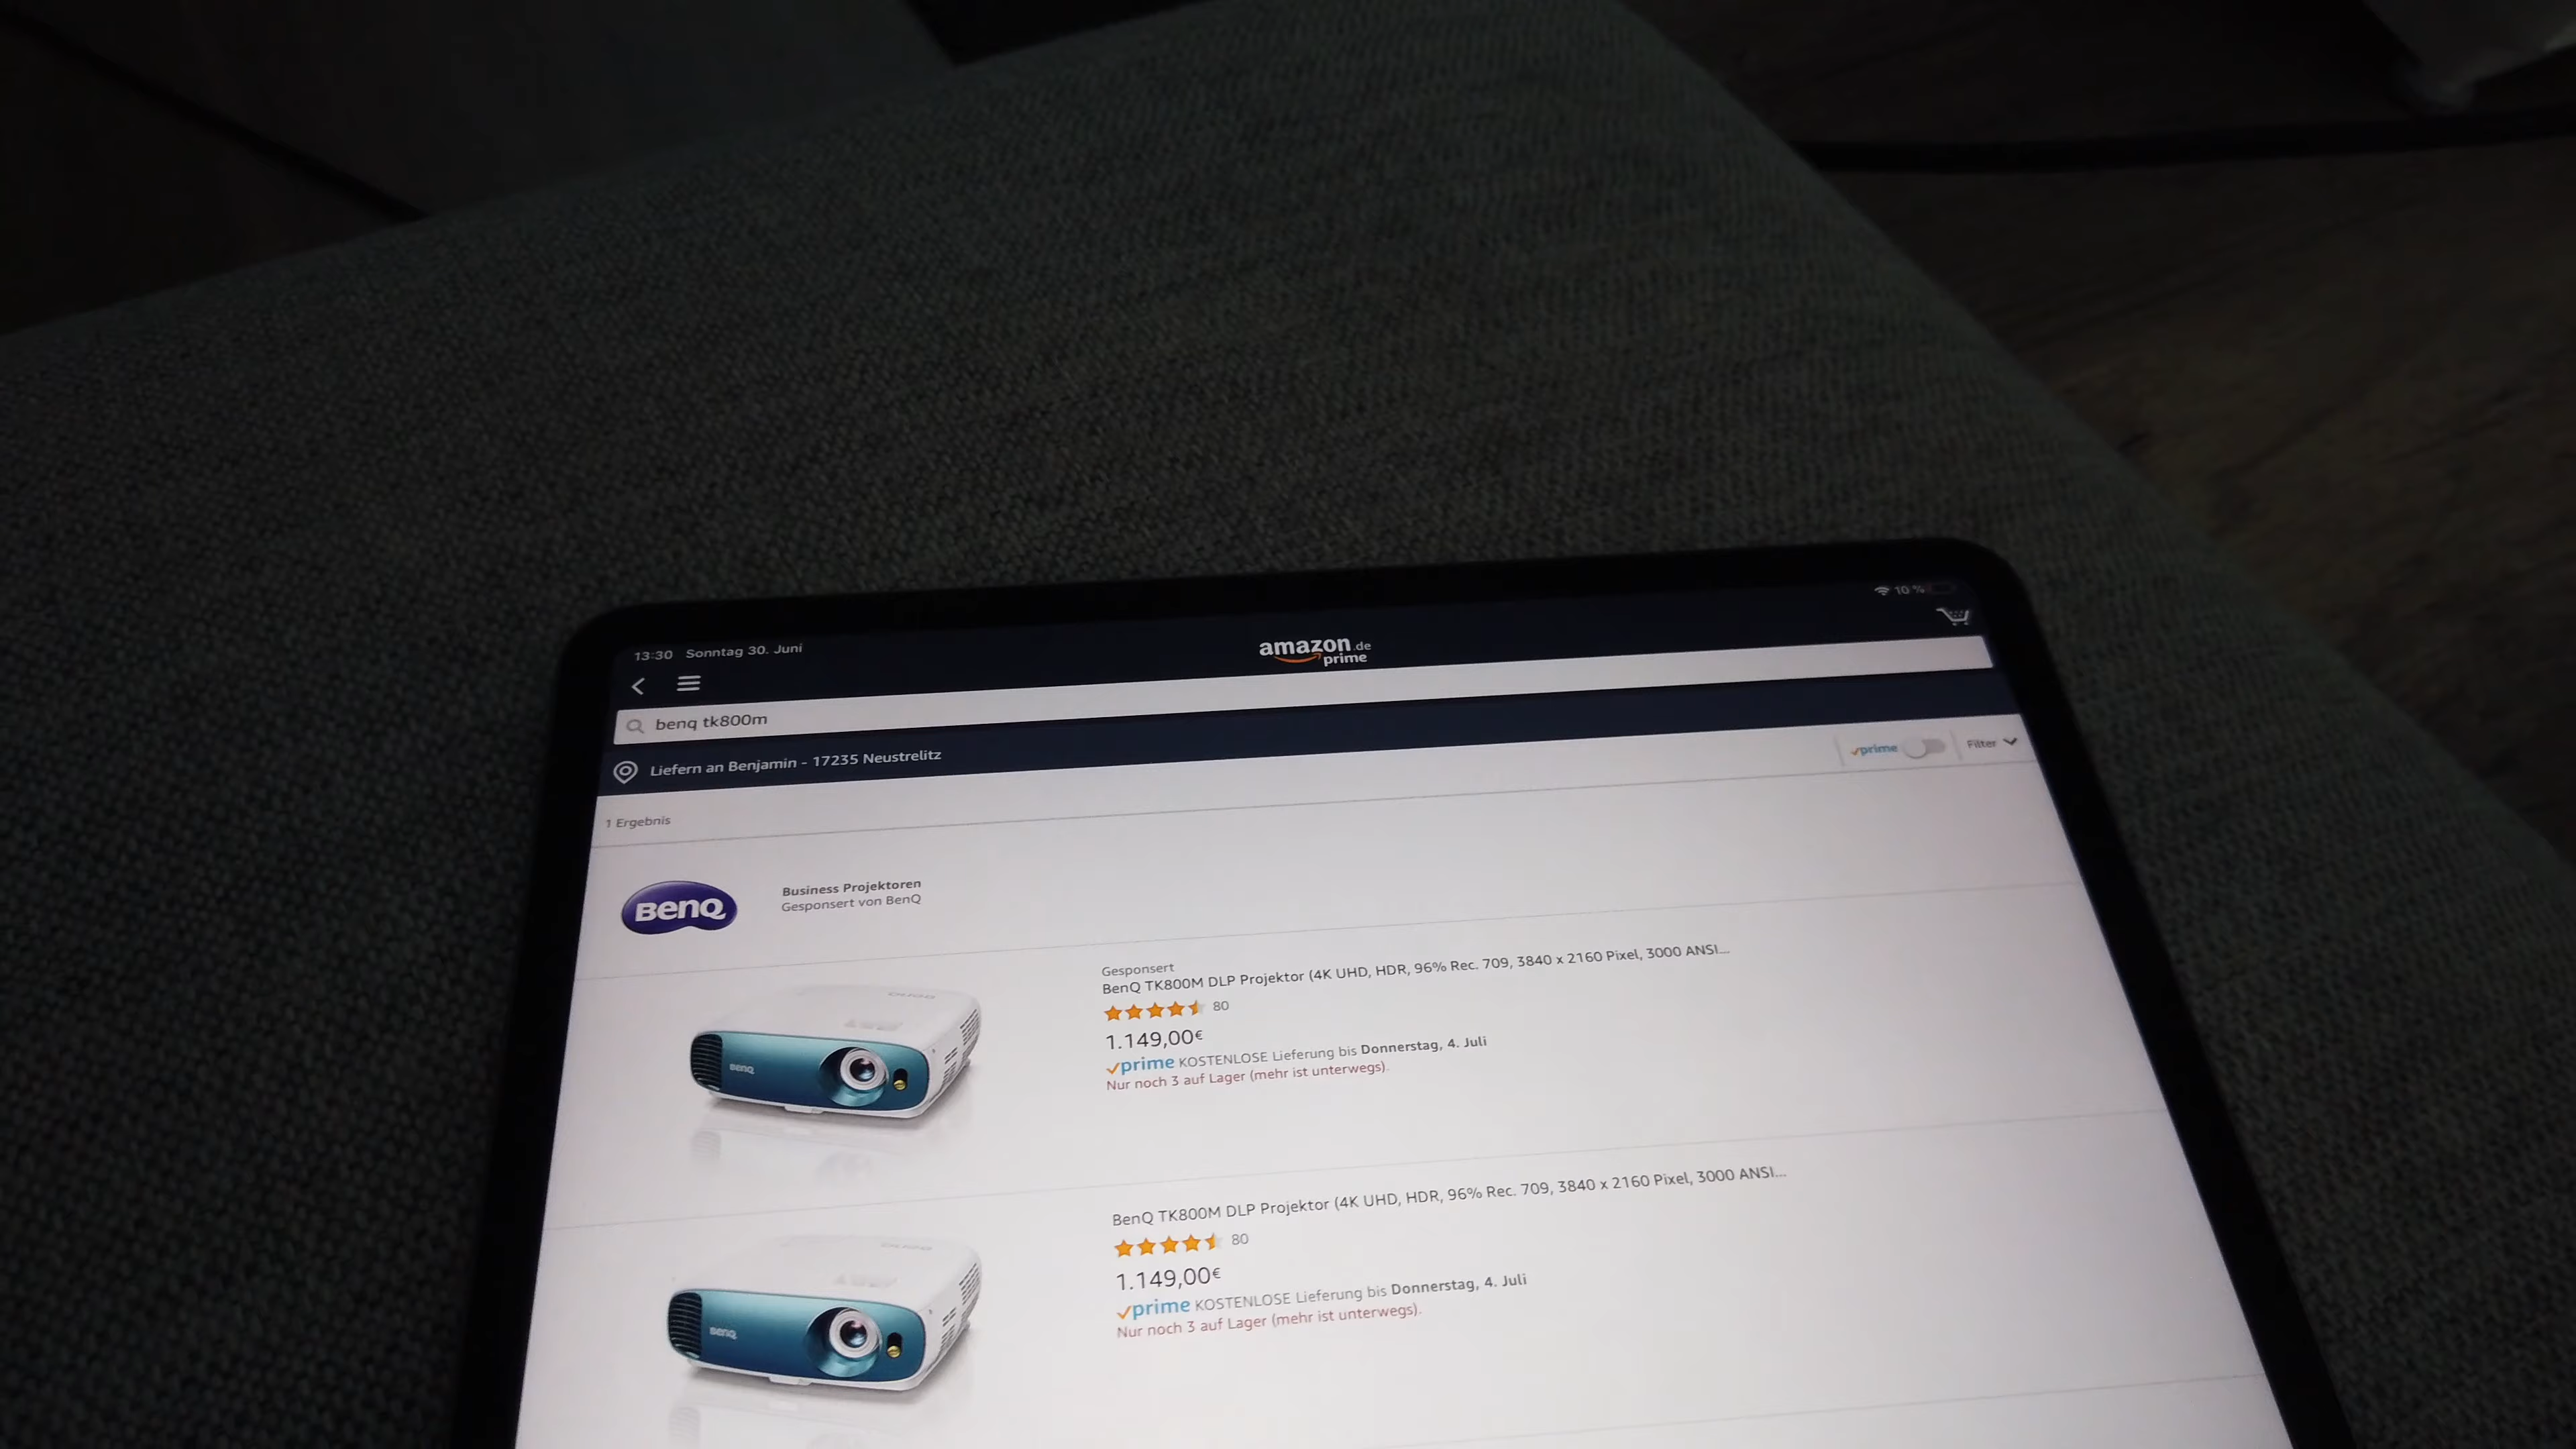 13:30 Sonntag 30. Juni
10 %
amazon.de
prime
benq tk800m
Liefern an Benjamin - 17235 Neustrelitz
prime
Filter
1 Ergebnis
BenQ
Business Projektoren
Gesponsert von BenQ
Gesponsert
BenQ TK800M DLP Projektor (4K UHD, HDR, 96% Rec. 709, 3840 x 2160 Pixel, 3000 ANSI...
80
1.149,00€
prime KOSTENLOSE Lieferung bis Donnerstag, 4. Juli
Nur noch 3 auf Lager (mehr ist unterwegs).
BenQ
BenQ TK800M DLP Projektor (4K UHD, HDR, 96% Rec. 709, 3840 x 2160 Pixel, 3000 ANSI...
80
1.149,00€
prime KOSTENLOSE Lieferung bis Donnerstag, 4. Juli
Nur noch 3 auf Lager (mehr ist unterwegs).
BenQ